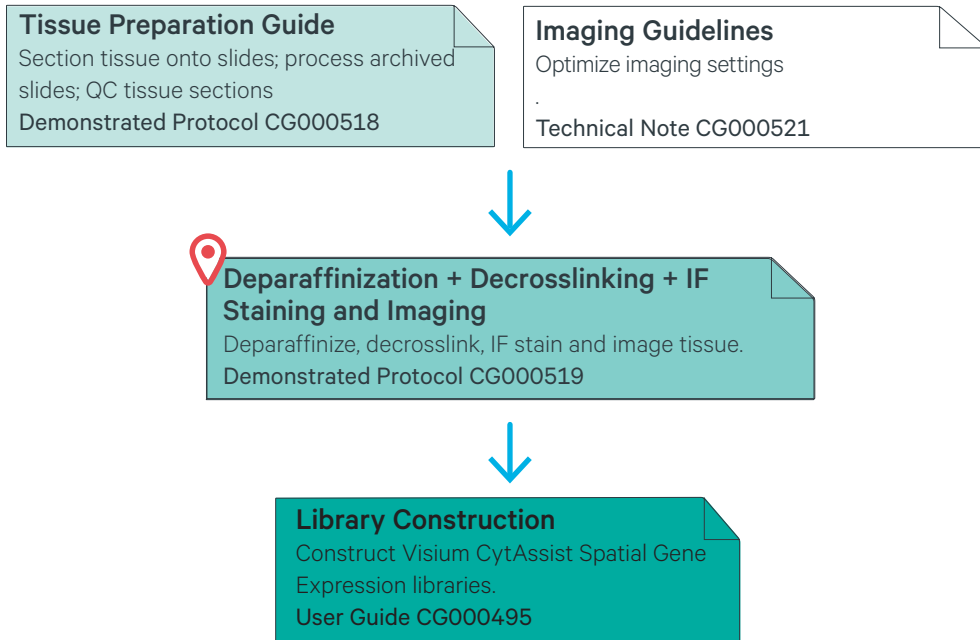 Tissue Preparation Guide
Section tissue onto slides; process archived
slides; QC tissue sections
Demonstrated Protocol CG000518
Imaging Guidelines
Optimize imaging settings
.
Technical Note CG000521
Deparaffinization + Decrosslinking + IF
Staining and Imaging
Deparaffinize, decrosslink, IF stain and image tissue.
Demonstrated Protocol CG000519
Library Construction
Construct Visium CytAssist Spatial Gene
Expression libraries.
User Guide CG000495